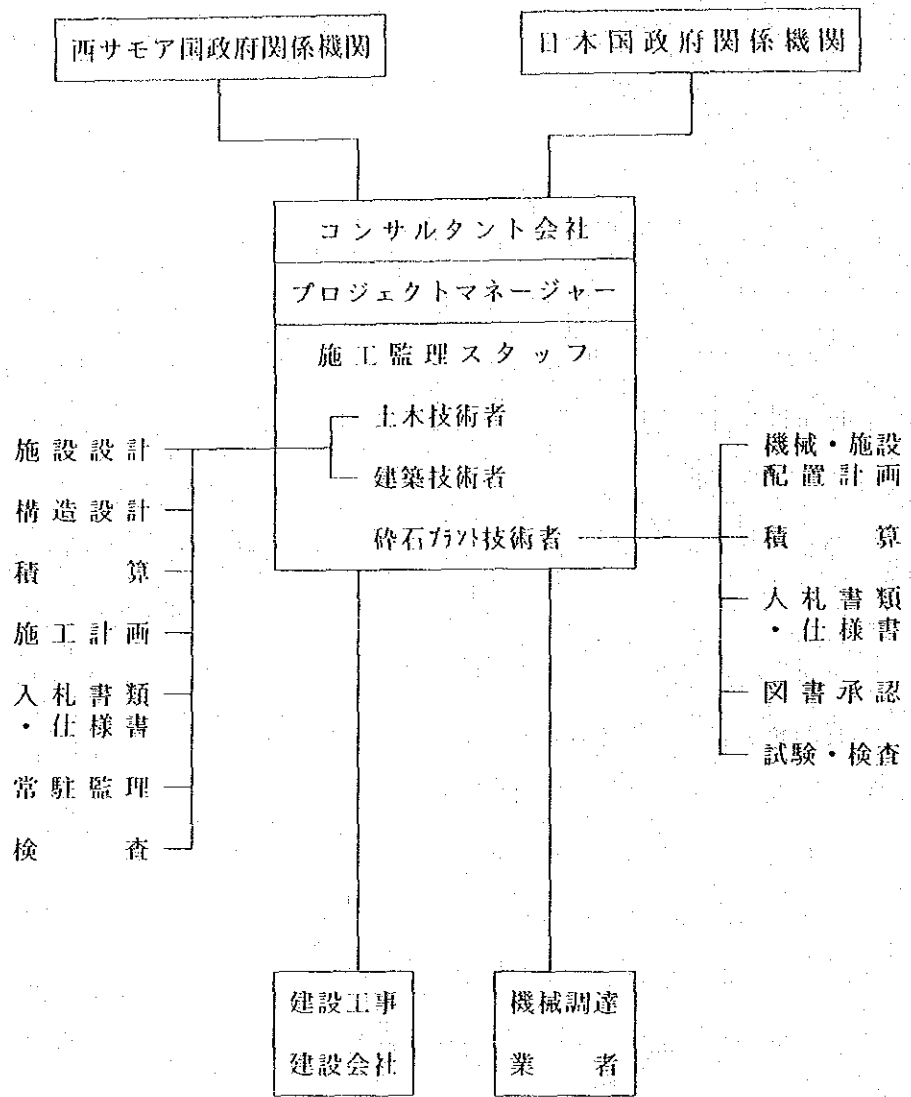 西サモア国政府関係機関
日本国政府関係機関
コンサルタント会社
プロジェクトマネージャー
施工監理スタッフ
土木技術者
建築技術者
砕石プラント技術者
施設設計
構造設計
積算
施工計画
入札書類
・仕様書
常駐監理
検査
機械・施設
配置計画
積算
入札書類
・仕様書
図書承認
試験・検査
建設工事
建設会社
機械調達
業者